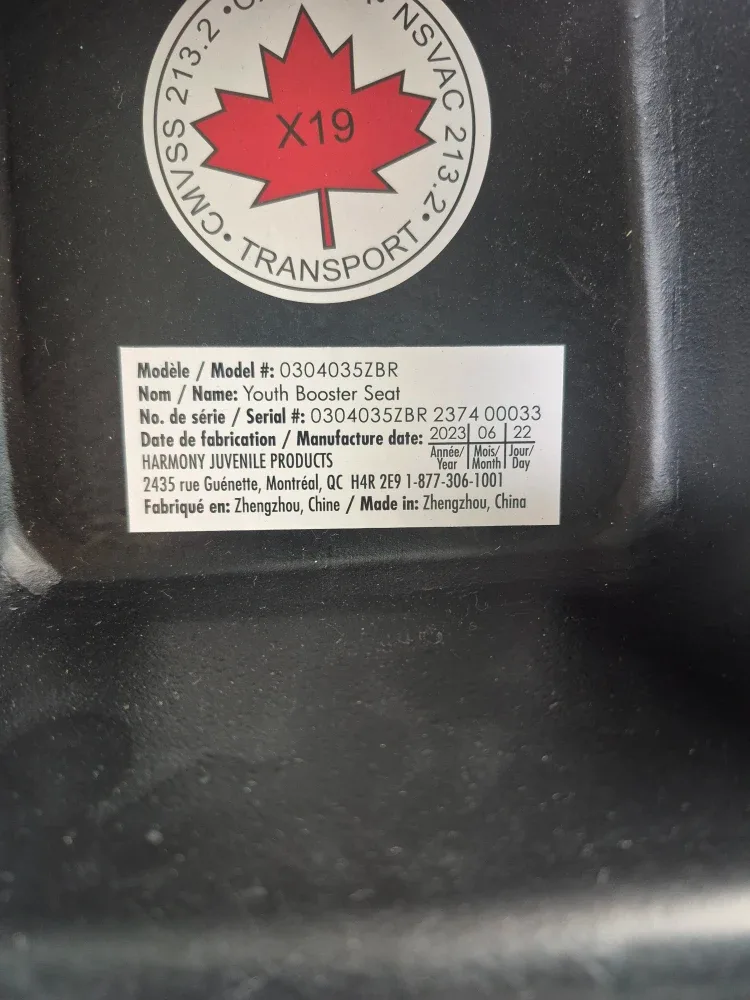 CMVSS 213.2 •
NSVAC 213.2 •
X19
• TRANSPORT •
Modèle / Model #: 0304035ZBR
Nom / Name: Youth Booster Seat
No. de série / Serial #: 0304035ZBR 2374 00033
Date de fabrication / Manufacture date: 2023 | 06 | 22
Année/ Year | Mois/ Month | Jour/ Day
HARMONY JUVENILE PRODUCTS
2435 rue Guénette, Montréal, QC H4R 2E9 1-877-306-1001
Fabriqué en: Zhengzhou, Chine / Made in: Zhengzhou, China